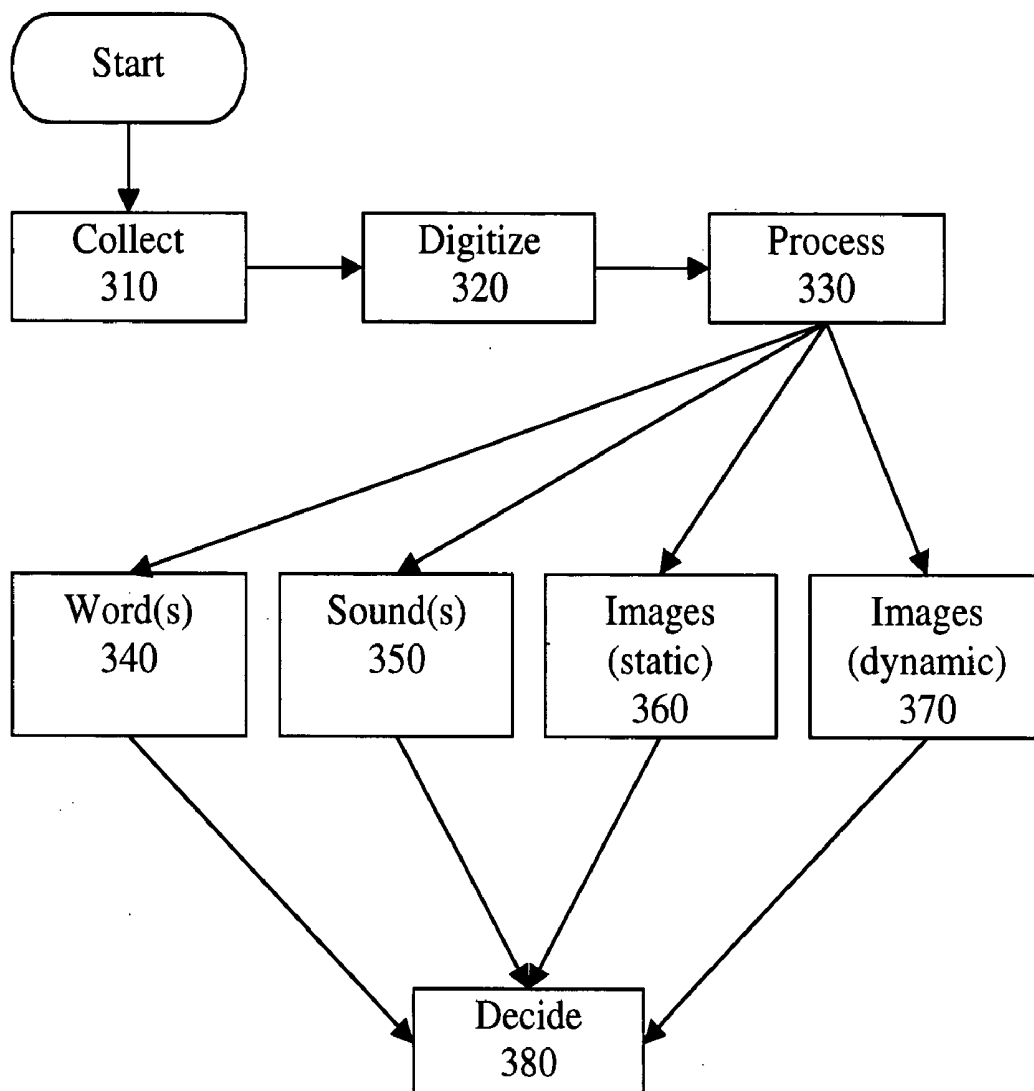 Start
Collect
310
Digitize
320
Process
330
Word(s)
340
Sound(s)
350
Images
(static)
360
Images
(dynamic)
370
Decide
380